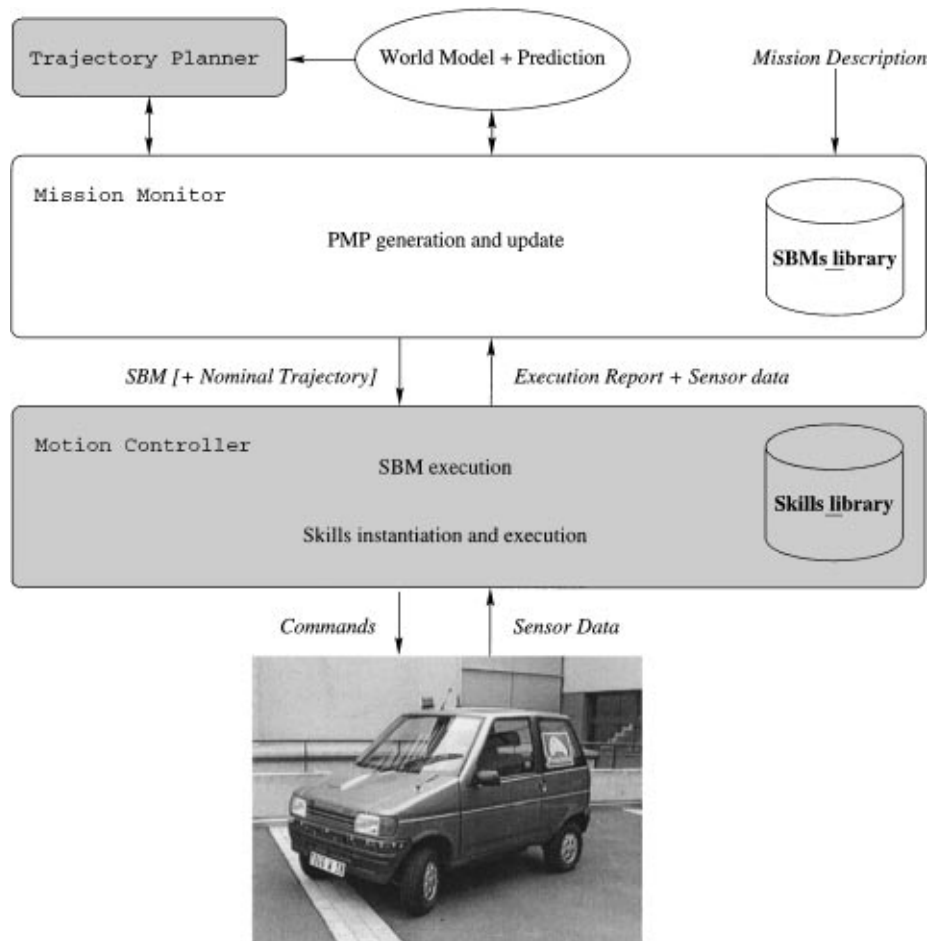 Trajectory Planner
World Model + Prediction
Mission Description
Mission Monitor
PMP generation and update
SBMs library
SBM [+ Nominal Trajectory]
Execution Report + Sensor data
Motion Controller
SBM execution
Skills library
Skills instantiation and execution
Commands
Sensor Data